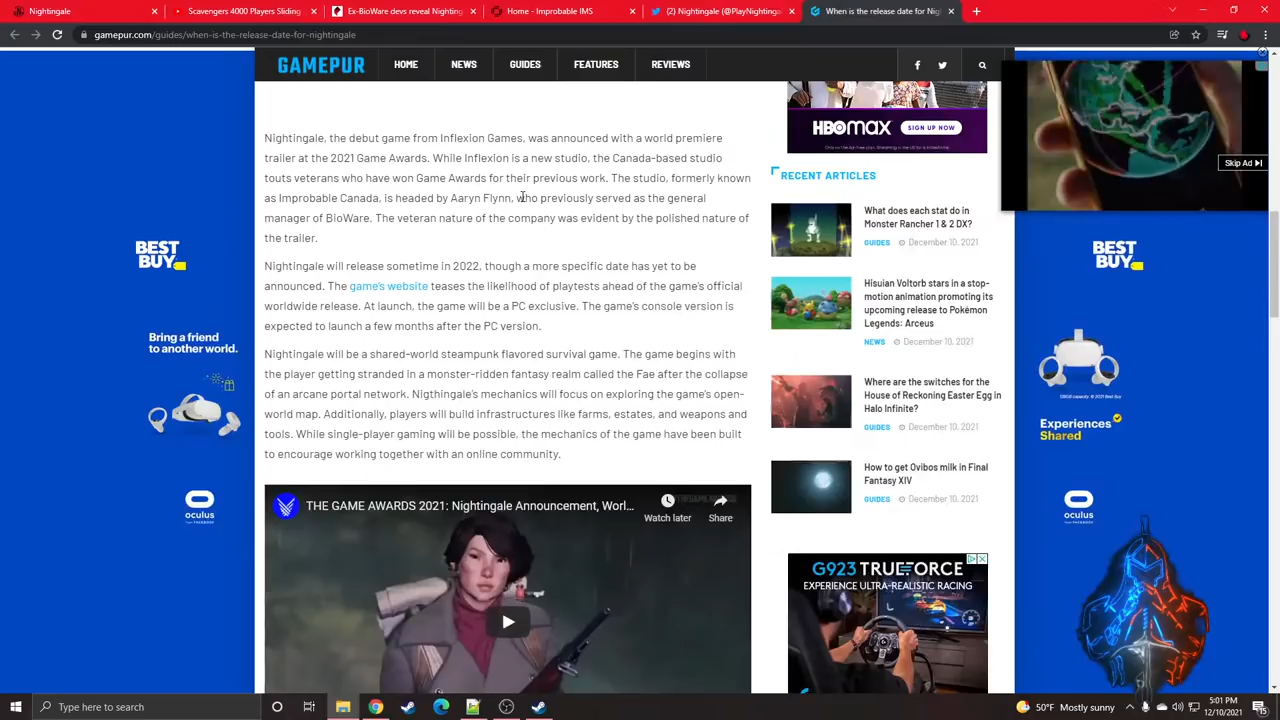 Nightingale
Scavengers 4000 Players Sliding
Ex-BioWare devs reveal Nighting
Home - Improbable IMS
(2) Nightingale (@PlayNightinga
When is the release date for Nig
gamepur.com/guides/when-is-the-release-date-for-nightingale
GAMEPUR
HOME
NEWS
GUIDES
FEATURES
REVIEWS
Nightingale, the debut game from Inflexion Games, was announced with a world premiere
trailer at the 2021 Game Awards. While Inflexion is a new studio, the Canada-based studio
touts veterans who have won Game Awards for their previous work. The studio, formerly known
as Improbable Canada, is headed by Aaryn Flynn, who previously served as the general
manager of BioWare. The veteran nature of the company was evident by the polished nature of
the trailer.
Nightingale will release sometime in 2022, though a more specific date has yet to be
announced. The game's website teases the likelihood of playtests ahead of the game's official
worldwide release. At launch, the game will be a PC exclusive. The game's console version is
expected to launch a few months after the PC version.
Nightingale will be a shared-world steampunk flavored survival game. The game begins with
the player getting stranded in a monster-ridden fantasy realm called the Fae after the collapse
of an arcane portal network. Nigthingale's mechanics will focus on exploring the game's open-
world map. Additionally, players will build infrastructures like farms, estates, and weapons and
tools. While single-player gaming will be possible, the mechanics of the game have been built
to encourage working together with an online community.
THE GAME AWARDS 2021: Nightingale Announcement, Worl...
Watch later
Share
HBOMAX
SIGN UP NOW
RECENT ARTICLES
What does each stat do in
Monster Rancher 1 & 2 DX?
GUIDES December 10, 2021
Hisuian Voltorb stars in a stop-
motion animation promoting its
upcoming release to Pokémon
Legends: Arceus
NEWS December 10, 2021
Where are the switches for the
House of Reckoning Easter Egg in
Halo Infinite?
GUIDES December 10, 2021
How to get Ovibos milk in Final
Fantasy XIV
GUIDES December 10, 2021
G923 TRUEFORCE
EXPERIENCE ULTRA-REALISTIC RACING
Skip Ad
BEST
BUY
Bring a friend
to another world.
oculus
BEST
BUY
Experiences
Shared
oculus
Type here to search
50°F Mostly sunny
5:01 PM
12/10/2021
15